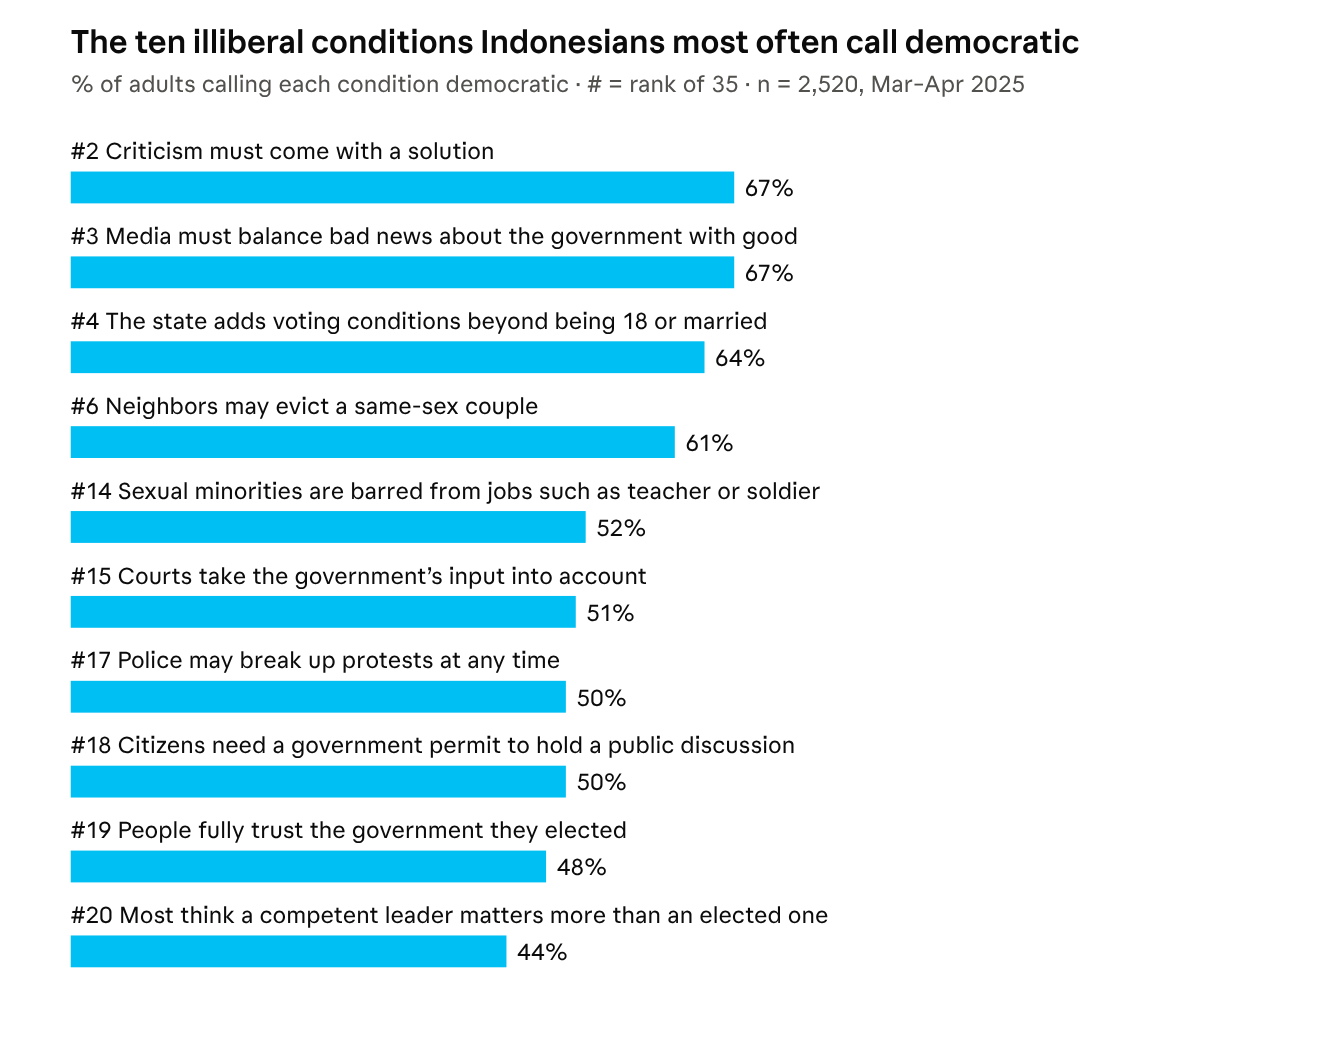 The ten illiberal conditions Indonesians most often call democratic
% of adults calling each condition democratic · # = rank of 35 · n = 2,520, Mar–Apr 2025
#2 Criticism must come with a solution
67%
#3 Media must balance bad news about the government with good
67%
#4 The state adds voting conditions beyond being 18 or married
64%
#6 Neighbors may evict a same-sex couple
61%
#14 Sexual minorities are barred from jobs such as teacher or soldier
52%
#15 Courts take the government’s input into account
51%
#17 Police may break up protests at any time
50%
#18 Citizens need a government permit to hold a public discussion
50%
#19 People fully trust the government they elected
48%
#20 Most think a competent leader matters more than an elected one
44%